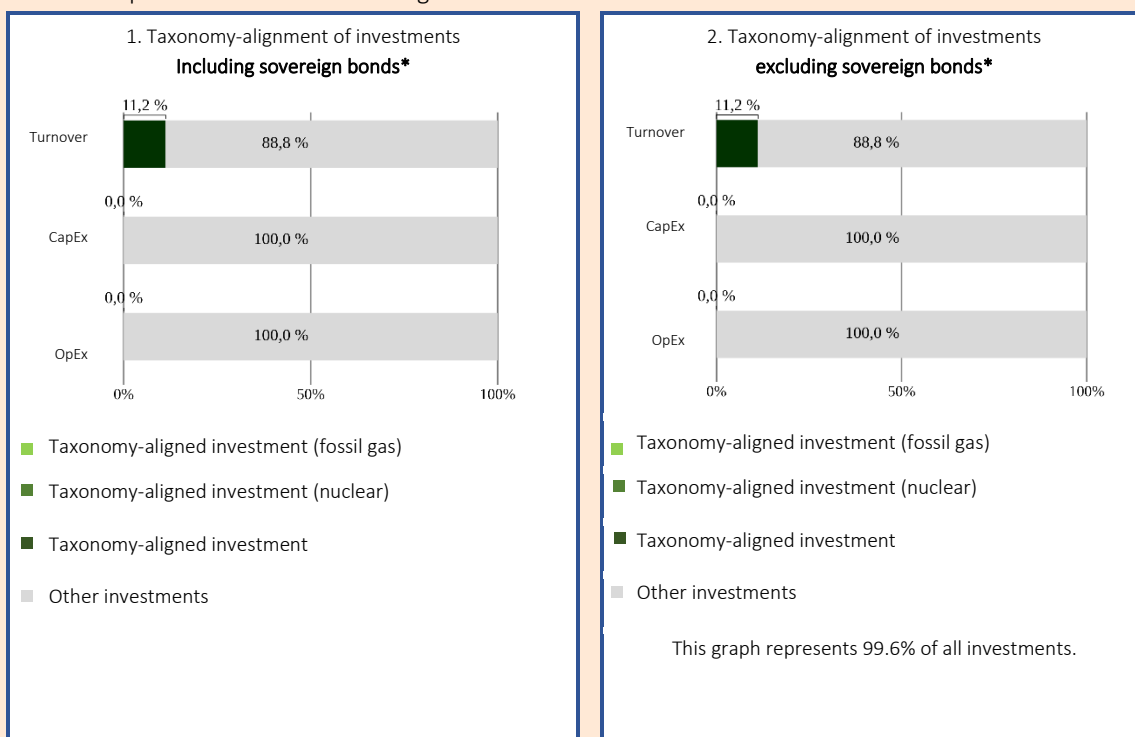 1. Taxonomy-alignment of investments
Including sovereign bonds*
11,2 %
Turnover
88,8 %
0,0 %
CapEx
100,0 %
0,0 %
OpEx
100,0 %
0% 50% 100%
Taxonomy-aligned investment (fossil gas)
Taxonomy-aligned investment (nuclear)
Taxonomy-aligned investment
Other investments
2. Taxonomy-alignment of investments
excluding sovereign bonds*
11,2 %
Turnover
88,8 %
0,0 %
CapEx
100,0 %
0,0 %
OpEx
100,0 %
0% 50% 100%
Taxonomy-aligned investment (fossil gas)
Taxonomy-aligned investment (nuclear)
Taxonomy-aligned investment
Other investments
This graph represents 99.6% of all investments.